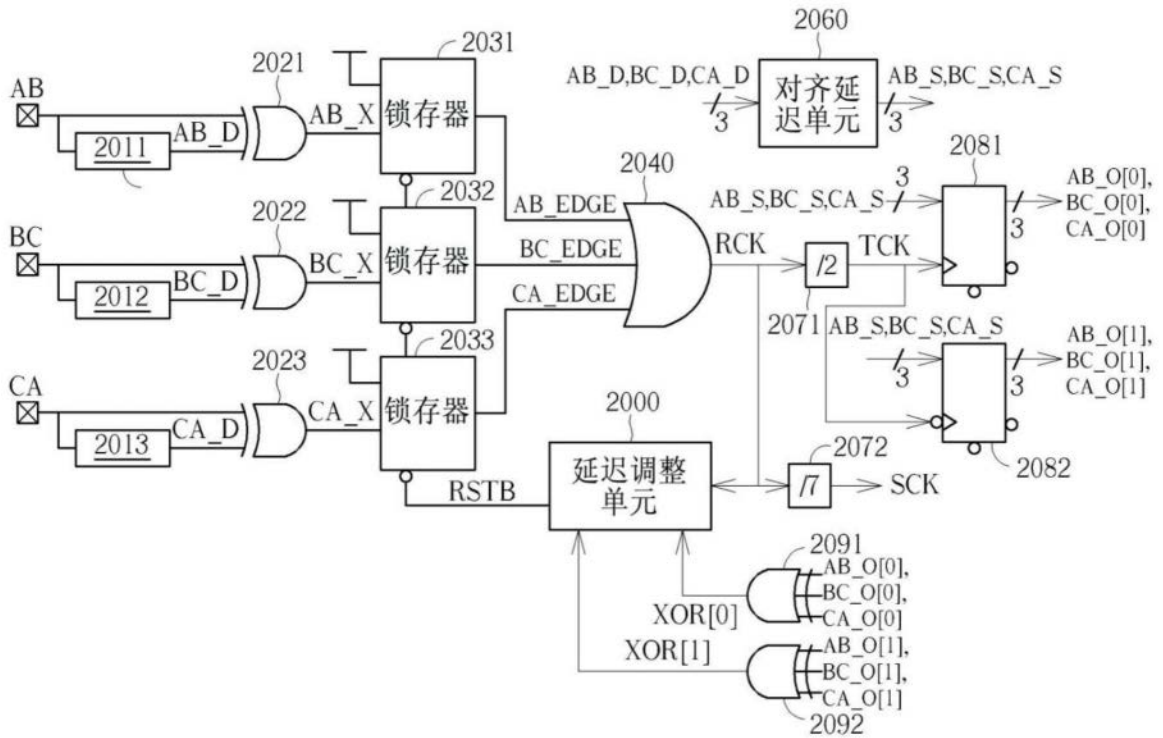 2031
2021
AB
AB_D
2011
AB_X
锁存器
2060
AB_D,BC_D,CA_D
3
对齐延
迟单元
AB_S,BC_S,CA_S
3
2032
2022
BC
BC_D
2012
BC_X
锁存器
2040
AB_EDGE
BC_EDGE
CA_EDGE
RCK
/2
2071
TCK
2081
AB_S,BC_S,CA_S
3
3
AB_O[0],
BC_O[0],
CA_O[0]
2033
2023
CA
CA_D
2013
CA_X
锁存器
AB_S,BC_S,CA_S
3
3
AB_O[1],
BC_O[1],
CA_O[1]
2082
RSTB
2000
延迟调整
单元
2072
/7
SCK
2091
AB_O[0],
BC_O[0],
CA_O[0]
XOR[0]
XOR[1]
AB_O[1],
BC_O[1],
CA_O[1]
2092